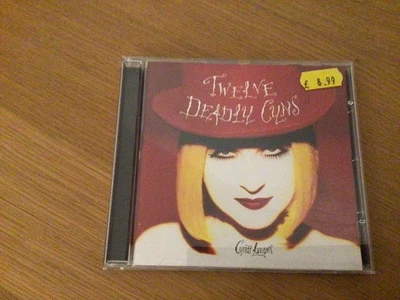 TWELVE
DEADLY CYNS
£ 8.99
Cyndi Lauper